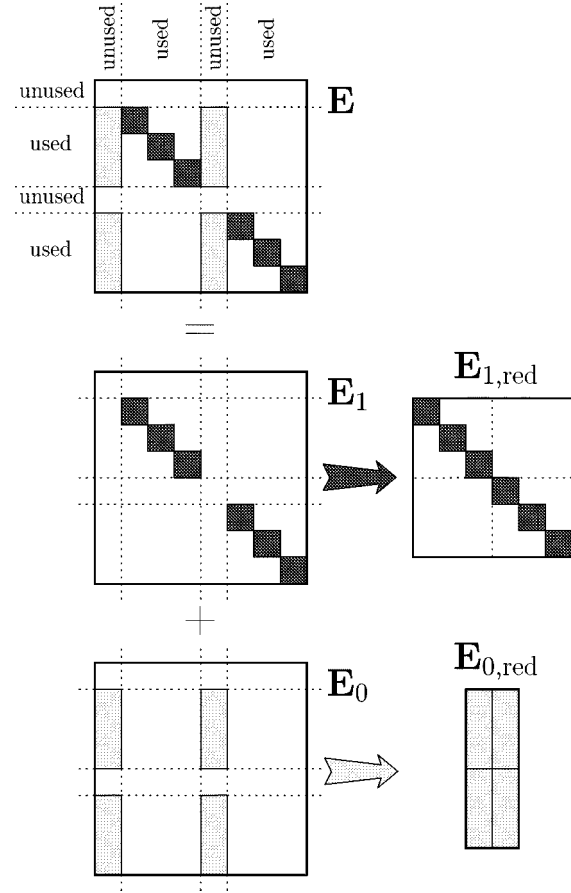 unused
used
unused
used
unused
E
used
unused
used
=
E₁,red
E₁
+
E₀,red
E₀